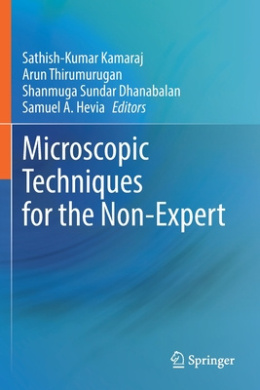 Sathish-Kumar Kamaraj
Arun Thirumurugan
Shanmuga Sundar Dhanabalan
Samuel A. Hevia Editors
Microscopic
Techniques
for the Non-Expert
Springer